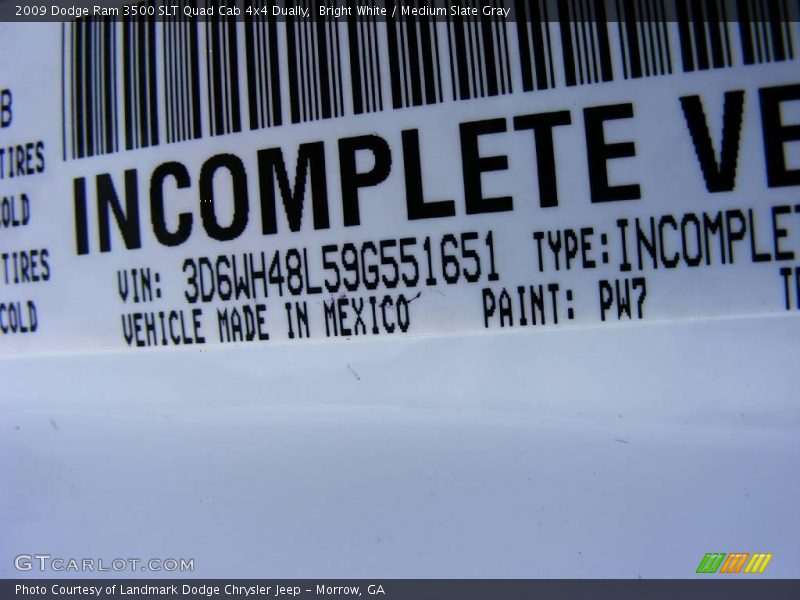 2009 Dodge Ram 3500 SLT Quad Cab 4x4 Dually, Bright White / Medium Slate Gray
B
TIRES
COLD
TIRES
COLD
INCOMPLETE VE
VIN: 3D6WH48L59G551651 TYPE:INCOMPLET
VEHICLE MADE IN MEXICO PAINT: PW7
GTCARLOT.COM
Photo Courtesy of Landmark Dodge Chrysler Jeep – Morrow, GA